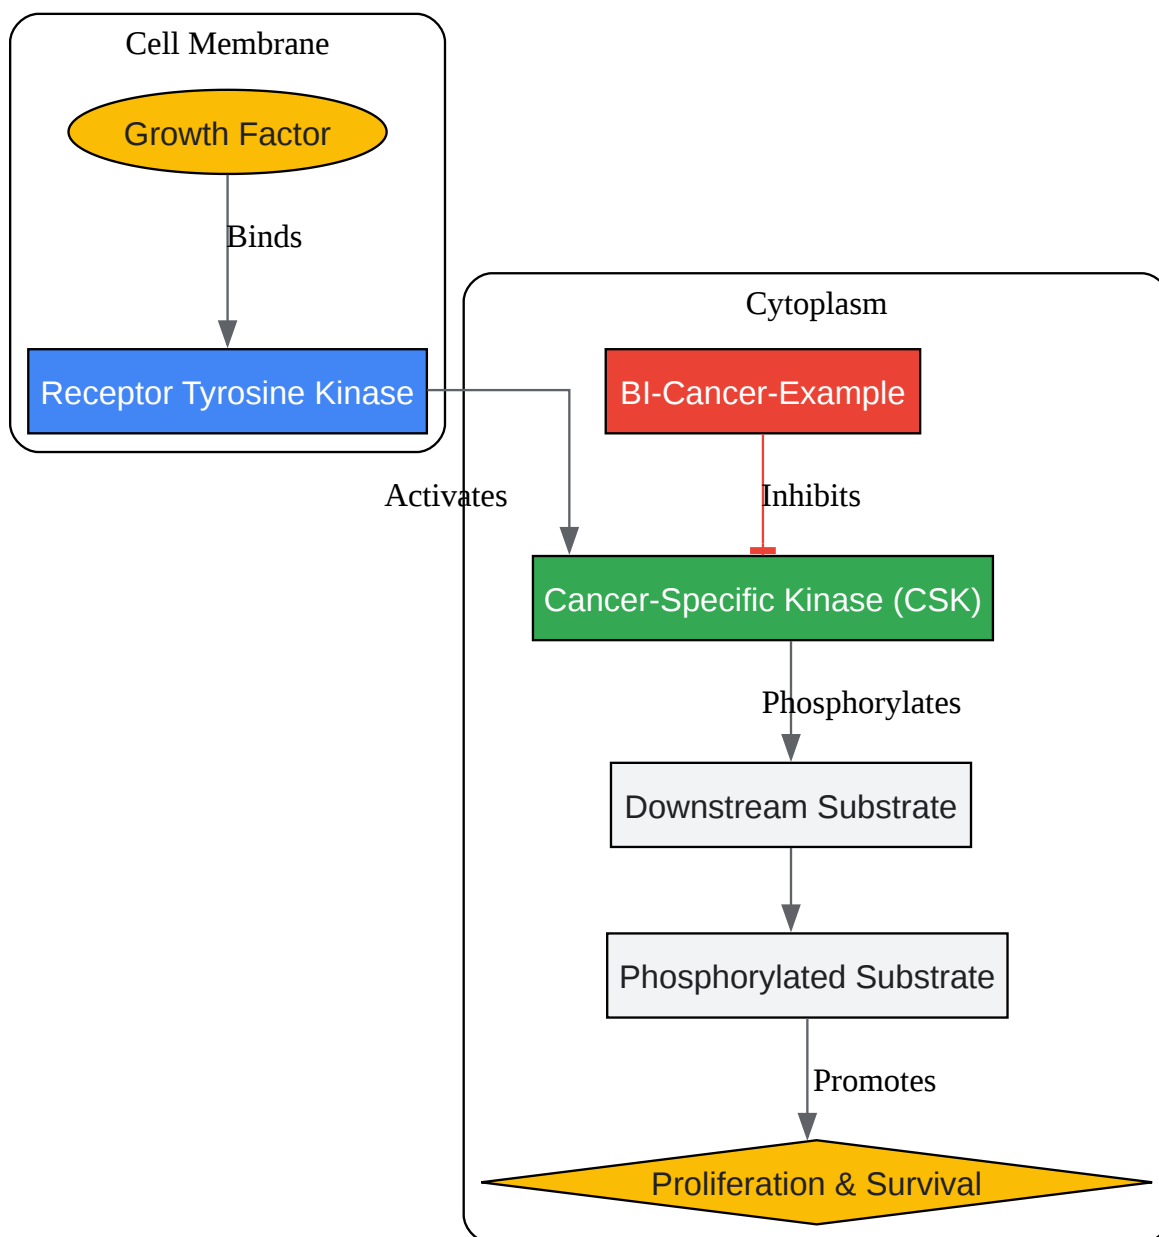 Cell Membrane
Growth Factor
Binds
Receptor Tyrosine Kinase
Activates
Cytoplasm
BI-Cancer-Example
Inhibits
Cancer-Specific Kinase (CSK)
Phosphorylates
Downstream Substrate
Phosphorylated Substrate
Promotes
Proliferation & Survival